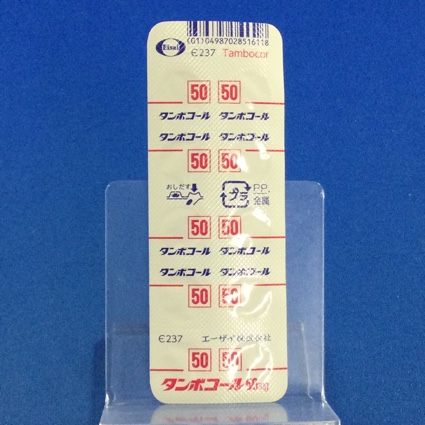 Eisai
(01)04987028516118
Є237 Tambocor
50 50
タンボコール タンボコール
タンボコール タンボコール
50 50
おしだす プラ PP
金属
50 50
タンボコール タンボコール
タンボコール タンボコール
50 50
Є237 エーザイ株式会社
50 50
タンボコール